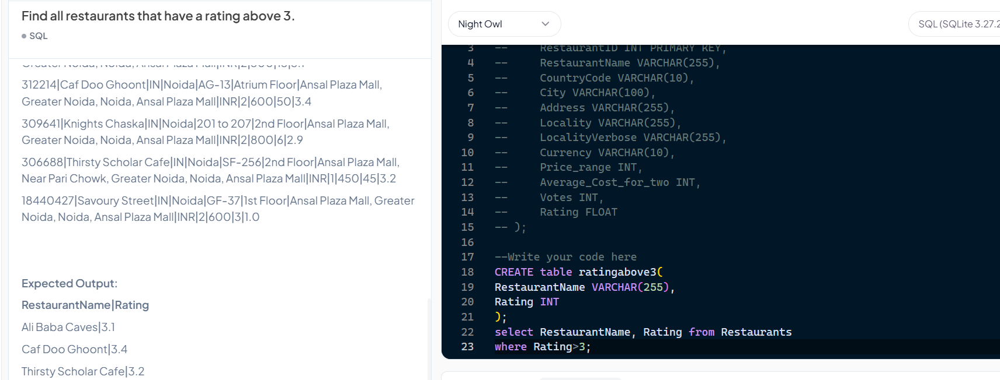 Find all restaurants that have a rating above 3.
SQL
Greater Noida, Noida, Ansal Plaza Mall|INR|2|
312214|Caf Doo Ghoont|IN|Noida|AG-13|Atrium Floor|Ansal Plaza Mall,
Greater Noida, Noida, Ansal Plaza Mall|INR|2|600|50|3.4
309641|Knights Chaska|IN|Noida|201 to 207|2nd Floor|Ansal Plaza Mall,
Greater Noida, Noida, Ansal Plaza Mall|INR|2|800|6|2.9
306688|Thirsty Scholar Cafe|IN|Noida|SF-256|2nd Floor|Ansal Plaza Mall,
Near Pari Chowk, Greater Noida, Noida, Ansal Plaza Mall|INR|1|450|45|3.2
18440427|Savoury Street|IN|Noida|GF-37|1st Floor|Ansal Plaza Mall, Greater
Noida, Noida, Ansal Plaza Mall|INR|2|600|3|1.0
Expected Output:
RestaurantName|Rating
Ali Baba Caves|3.1
Caf Doo Ghoont|3.4
Thirsty Scholar Cafe|3.2
Night Owl
SQL (SQLite 3.27.2
3 -- RestaurantID INT PRIMARY KEY,
4 -- RestaurantName VARCHAR(255),
5 -- CountryCode VARCHAR(10),
6 -- City VARCHAR(100),
7 -- Address VARCHAR(255),
8 -- Locality VARCHAR(255),
9 -- LocalityVerbose VARCHAR(255),
10 -- Currency VARCHAR(10),
11 -- Price_range INT,
12 -- Average_Cost_for_two INT,
13 -- Votes INT,
14 -- Rating FLOAT
15 -- );
16
17 --Write your code here
18 CREATE table ratingabove3(
19 RestaurantName VARCHAR(255),
20 Rating INT
21 );
22 select RestaurantName, Rating from Restaurants
23 where Rating>3;